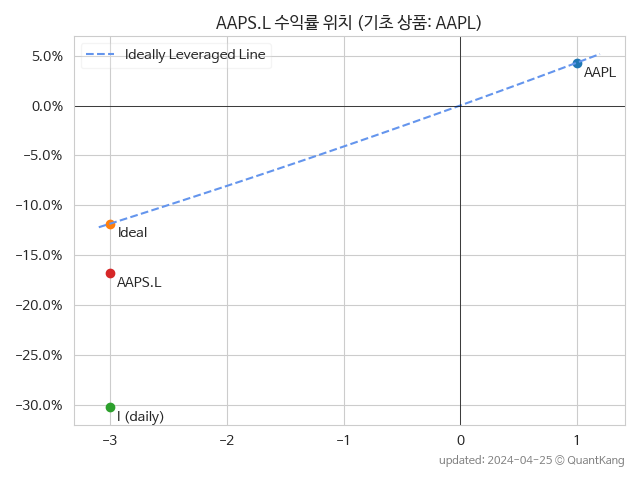 AAPS.L 수익률 위치 (기초 상품: AAPL)
Ideally Leveraged Line
5.0%
0.0%
−5.0%
−10.0%
−15.0%
−20.0%
−25.0%
−30.0%
AAPL
Ideal
AAPS.L
I (daily)
−3
−2
−1
0
1
updated: 2024-04-25 © QuantKang